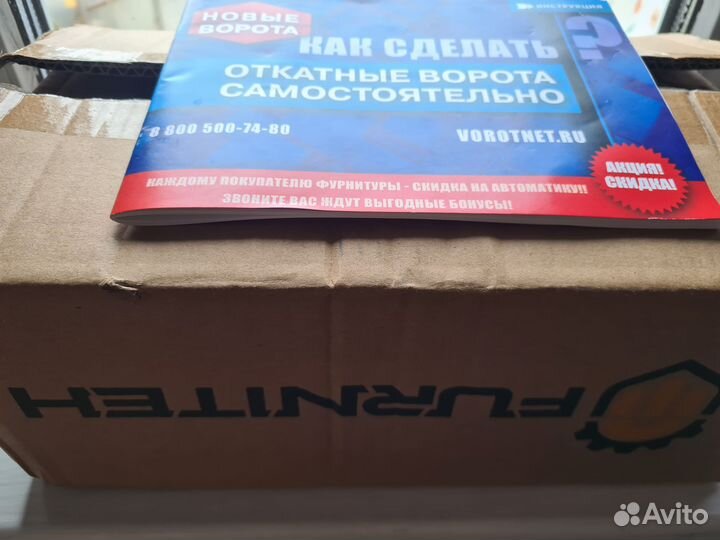 ИНСТРУКЦИЯ
НОВЫЕ
ВОРОТА
КАК СДЕЛАТЬ
ОТКАТНЫЕ ВОРОТА
САМОСТОЯТЕЛЬНО
?
8 800 500-74-80
VOROTNET.RU
АКЦИЯ!
СКИДКА!
КАЖДОМУ ПОКУПАТЕЛЮ ФУРНИТУРЫ - СКИДКА НА АВТОМАТИКУ!!
ЗВОНИТЕ ВАС ЖДУТ ВЫГОДНЫЕ БОНУСЫ!
FURNITEH
Avito